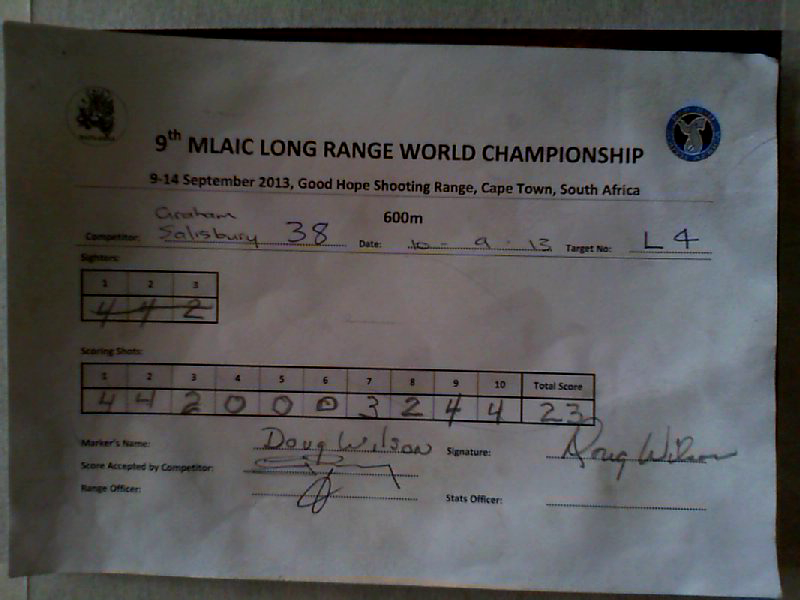 9th MLAIC LONG RANGE WORLD CHAMPIONSHIP
9-14 September 2013, Good Hope Shooting Range, Cape Town, South Africa
600m
Competitor: Graham Salisbury 38 Date: 10 - 9 - 13 Target No: L 4
Sighters:
1 2 3
4 4 2
Scoring Shots:
1 2 3 4 5 6 7 8 9 10 Total Score
4 4 2 0 0 0 3 2 4 4 23
Marker's Name: Doug Wilson Signature: Doug Wilson
Score Accepted by Competitor:
Range Officer:
Stats Officer: